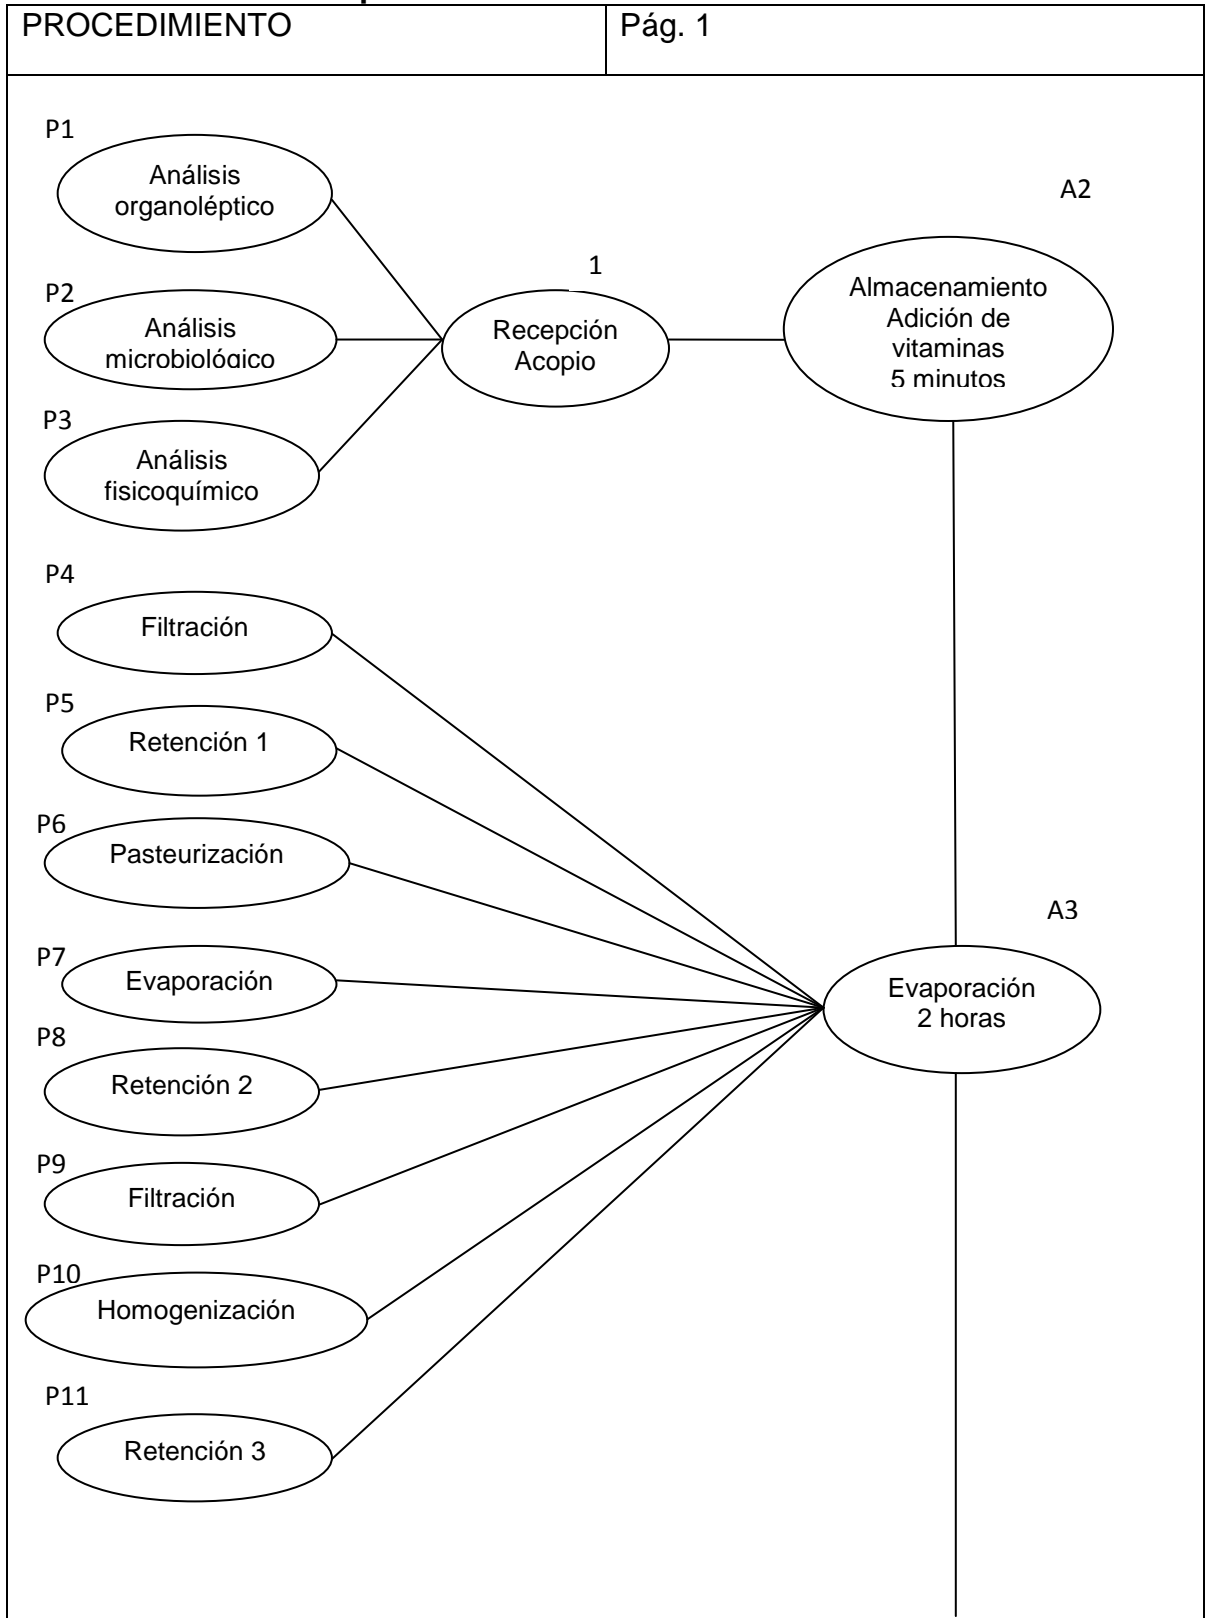 PROCEDIMIENTO
Pág. 1
P1
Análisis
organoléptico
A2
P2
Análisis
microbiológico
1
Recepción
Acopio
Almacenamiento
Adición de
vitaminas
5 minutos
P3
Análisis
fisicoquímico
P4
Filtración
P5
Retención 1
P6
Pasteurización
A3
P7
Evaporación
Evaporación
2 horas
P8
Retención 2
P9
Filtración
P10
Homogenización
P11
Retención 3